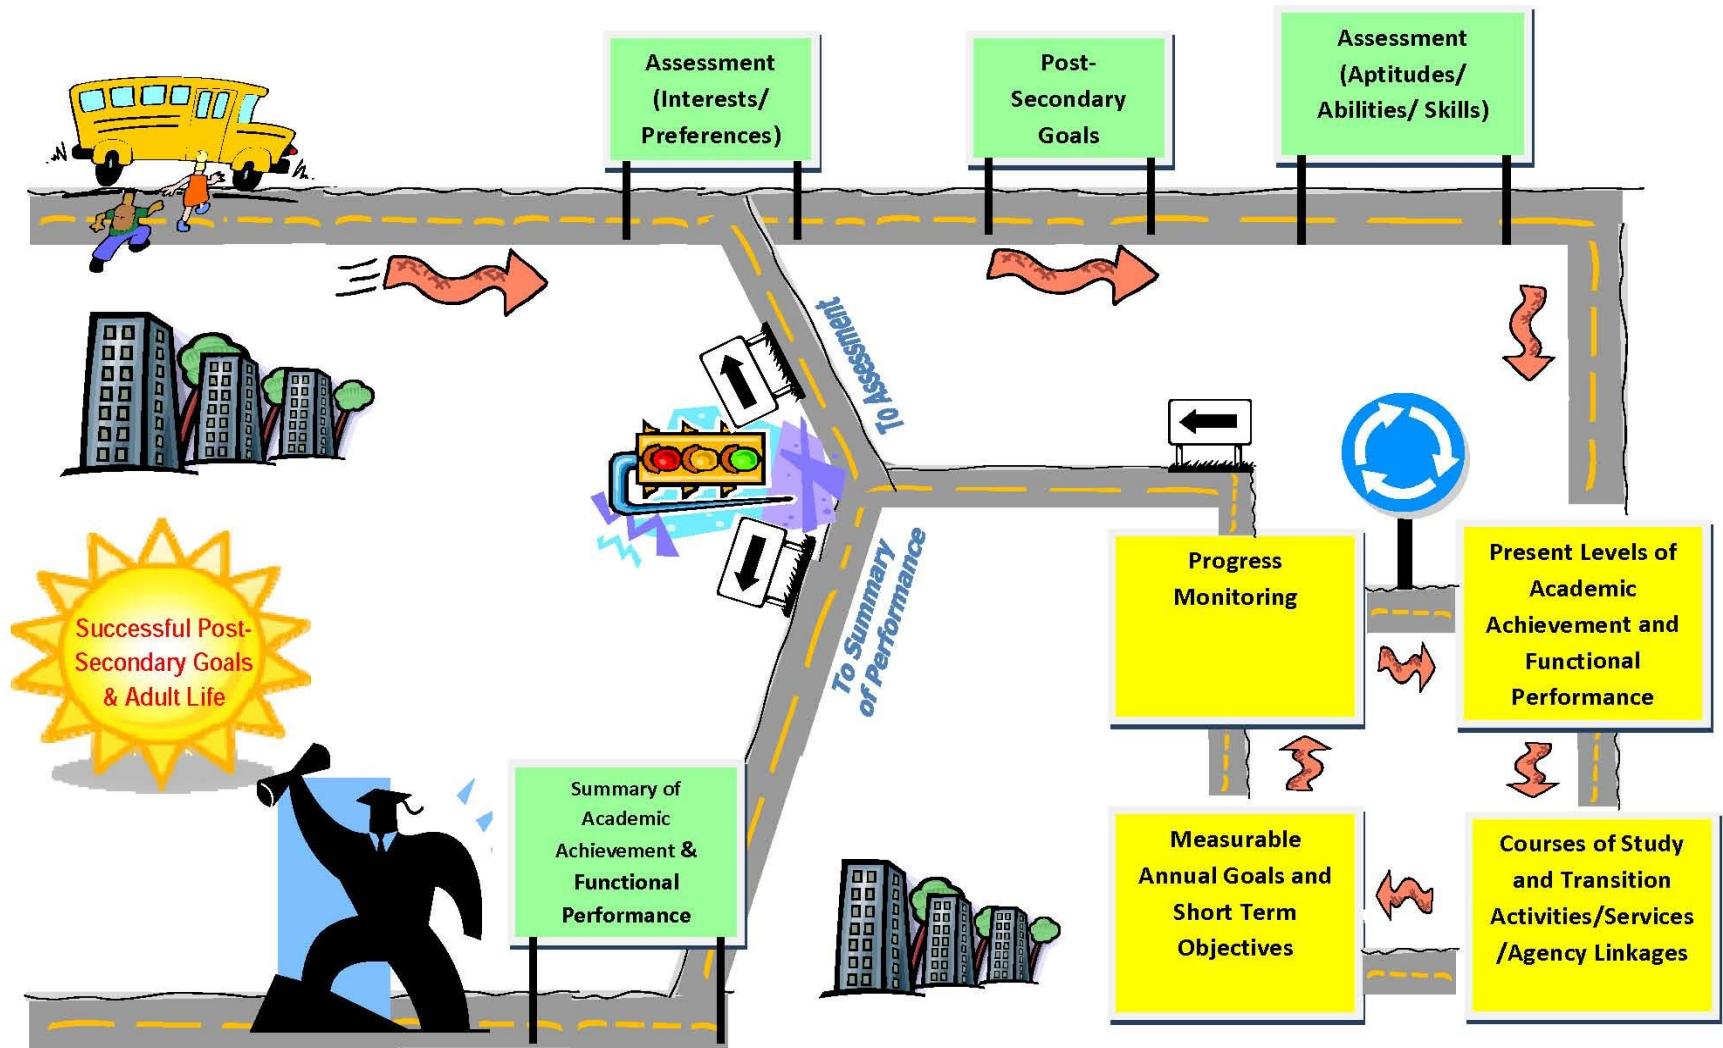 Assessment
(Interests/
Preferences)
Post-
Secondary
Goals
Assessment
(Aptitudes/
Abilities/ Skills)
To Assessment
To Summary
of Performance
Progress
Monitoring
Present Levels of
Academic
Achievement and
Functional
Performance
Successful Post-
Secondary Goals
& Adult Life
Summary of
Academic
Achievement &
Functional
Performance
Measurable
Annual Goals and
Short Term
Objectives
Courses of Study
and Transition
Activities/Services
/Agency Linkages